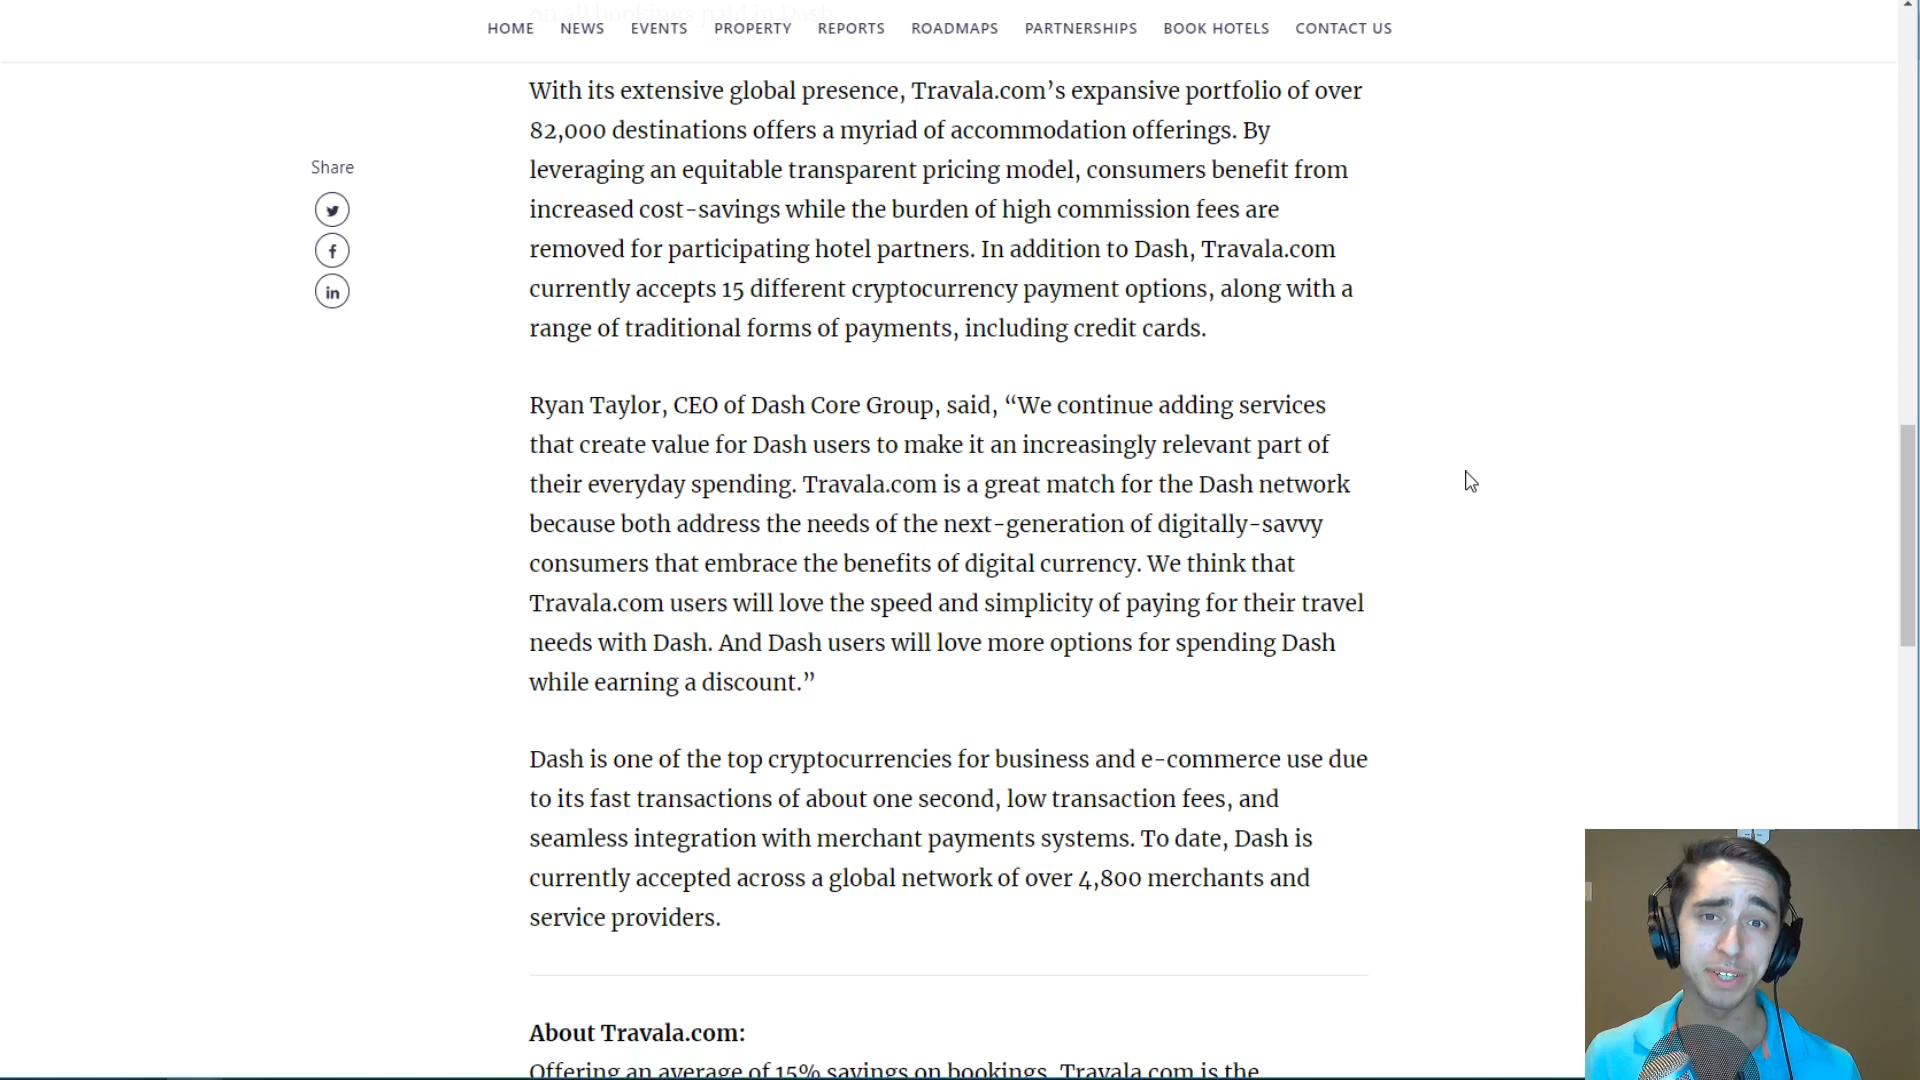 on all bookings paid in Dash.
HOME NEWS EVENTS PROPERTY REPORTS ROADMAPS PARTNERSHIPS BOOK HOTELS CONTACT US
With its extensive global presence, Travala.com’s expansive portfolio of over
82,000 destinations offers a myriad of accommodation offerings. By
leveraging an equitable transparent pricing model, consumers benefit from
increased cost-savings while the burden of high commission fees are
removed for participating hotel partners. In addition to Dash, Travala.com
currently accepts 15 different cryptocurrency payment options, along with a
range of traditional forms of payments, including credit cards.
Share
f
in
Ryan Taylor, CEO of Dash Core Group, said, “We continue adding services
that create value for Dash users to make it an increasingly relevant part of
their everyday spending. Travala.com is a great match for the Dash network
because both address the needs of the next-generation of digitally-savvy
consumers that embrace the benefits of digital currency. We think that
Travala.com users will love the speed and simplicity of paying for their travel
needs with Dash. And Dash users will love more options for spending Dash
while earning a discount.”
Dash is one of the top cryptocurrencies for business and e-commerce use due
to its fast transactions of about one second, low transaction fees, and
seamless integration with merchant payments systems. To date, Dash is
currently accepted across a global network of over 4,800 merchants and
service providers.
About Travala.com:
Offering an average of 15% savings on bookings, Travala.com is the